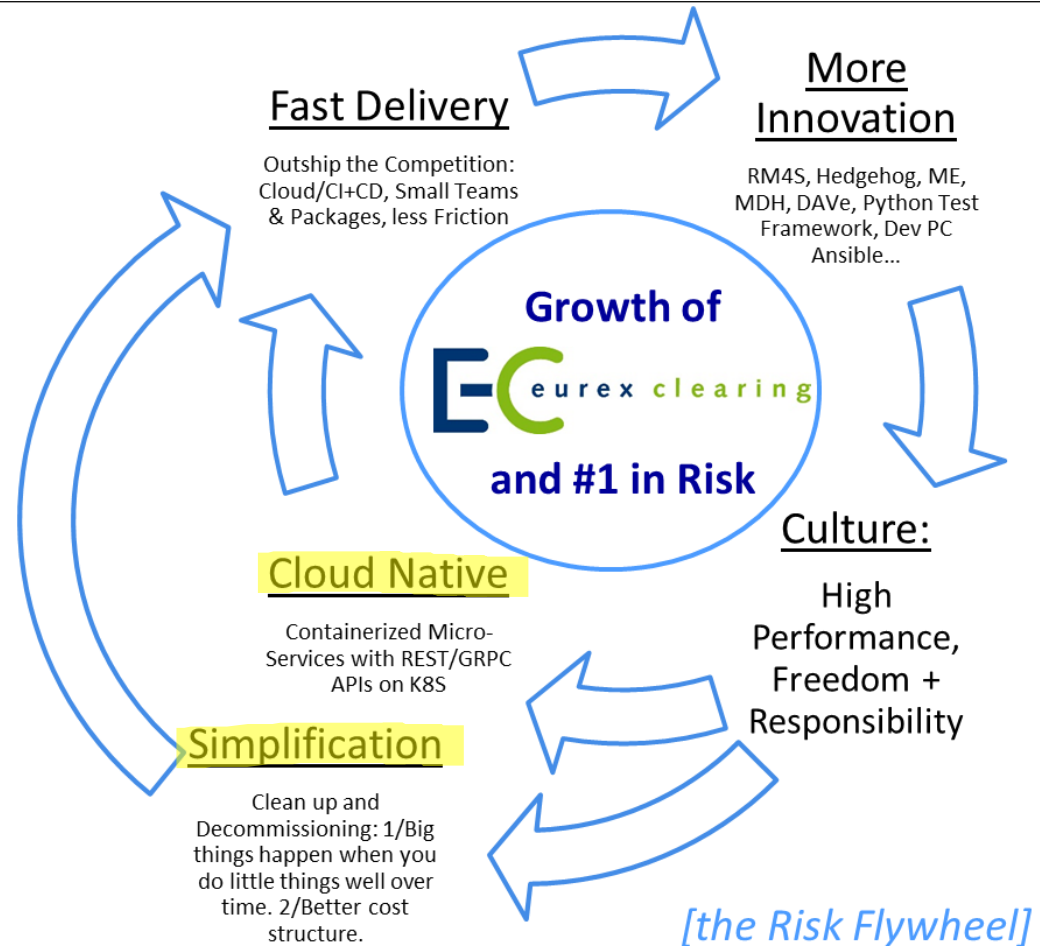 Fast Delivery
Outship the Competition:
Cloud/CI+CD, Small Teams
& Packages, less Friction
More
Innovation
RM4S, Hedgehog, ME,
MDH, DAVe, Python Test
Framework, Dev PC
Ansible...
Growth of
EC eurex clearing
and #1 in Risk
Culture:
High
Performance,
Freedom +
Responsibility
Cloud Native
Containerized Micro-
Services with REST/GRPC
APIs on K8S
Simplification
Clean up and
Decommissioning: 1/Big
things happen when you
do little things well over
time. 2/Better cost
structure.
[the Risk Flywheel]